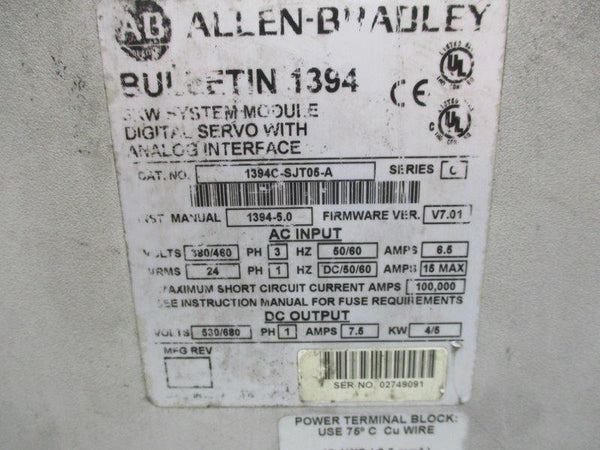 AB ALLEN-BRADLEY
BULLETIN 1394
5KW SYSTEM MODULE
DIGITAL SERVO WITH
ANALOG INTERFACE
CE
UL
UL
CAT. NO. 1394C-SJT05-A SERIES C
INST MANUAL 1394-5.0 FIRMWARE VER. V7.01
AC INPUT
VOLTS 380/460 PH 3 HZ 50/60 AMPS 6.5
VRMS 24 PH 1 HZ DC/50/60 AMPS 15 MAX
MAXIMUM SHORT CIRCUIT CURRENT AMPS 100,000
SEE INSTRUCTION MANUAL FOR FUSE REQUIREMENTS
DC OUTPUT
VOLTS 530/680 PH 1 AMPS 7.5 KW 4/5
MFG REV
SER NO. 02749091
POWER TERMINAL BLOCK:
USE 75° C Cu WIRE